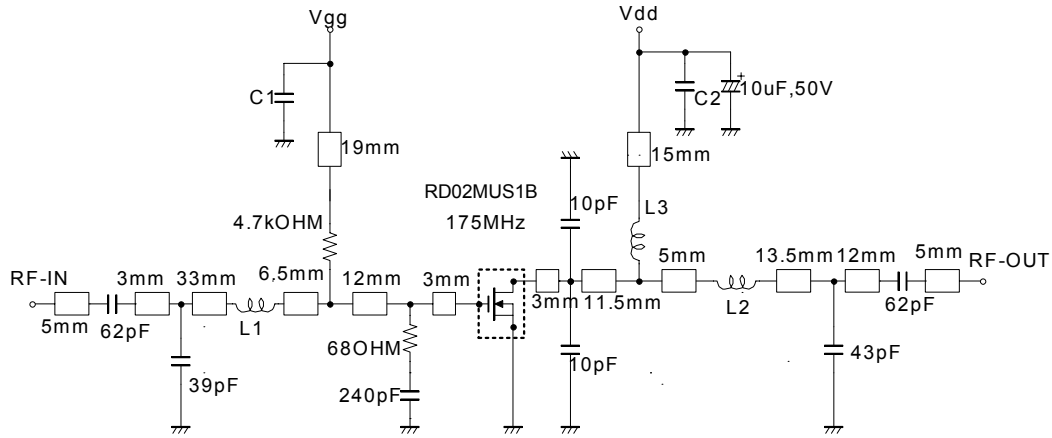 Vgg
Vdd
C1
C2
+
10uF,50V
19mm
15mm
RD02MUS1B
175MHz
10pF
L3
4.7kOHM
RF-IN
3mm
33mm
6,5mm
12mm
3mm
5mm
13.5mm
12mm
5mm
RF-OUT
5mm
62pF
L1
3mm
11.5mm
L2
62pF
68OHM
39pF
240pF
10pF
43pF